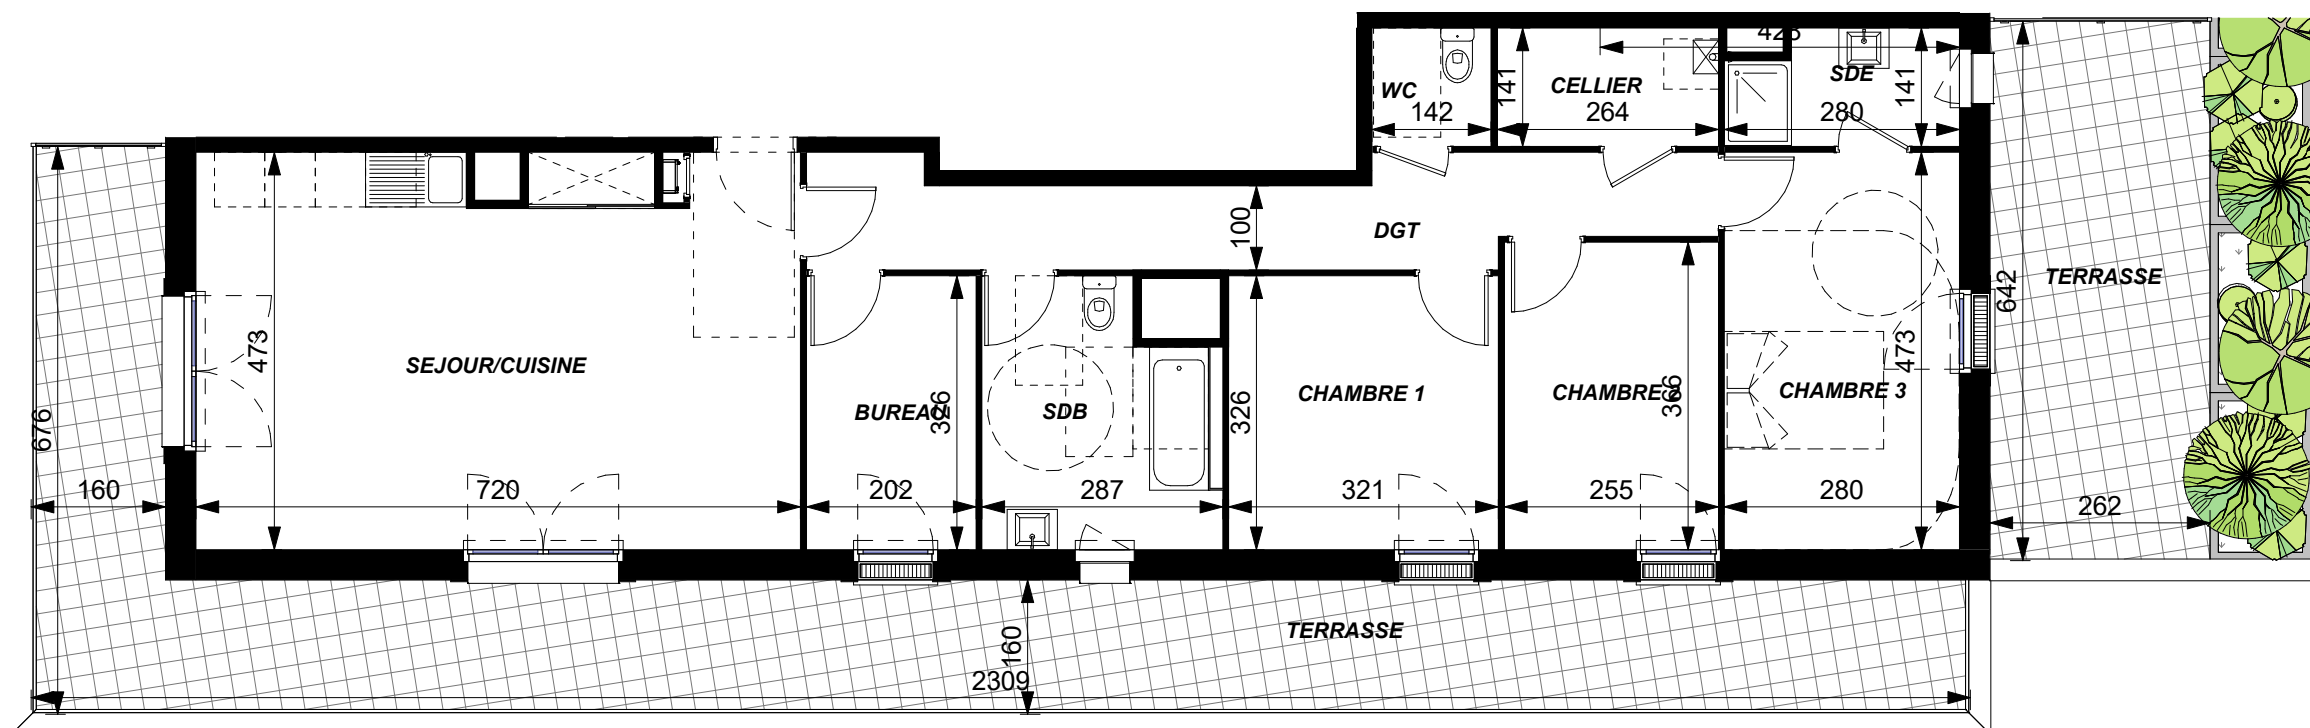 428
WC
141
CELLIER
SDE
141
142
264
280
100
DGT
TERRASSE
642
473
SEJOUR/CUISINE
473
CHAMBRE 1
CHAMBRE 2
366
CHAMBRE 3
BUREAU
326
SDB
326
676
160
720
202
287
321
255
280
262
TERRASSE
160
2309